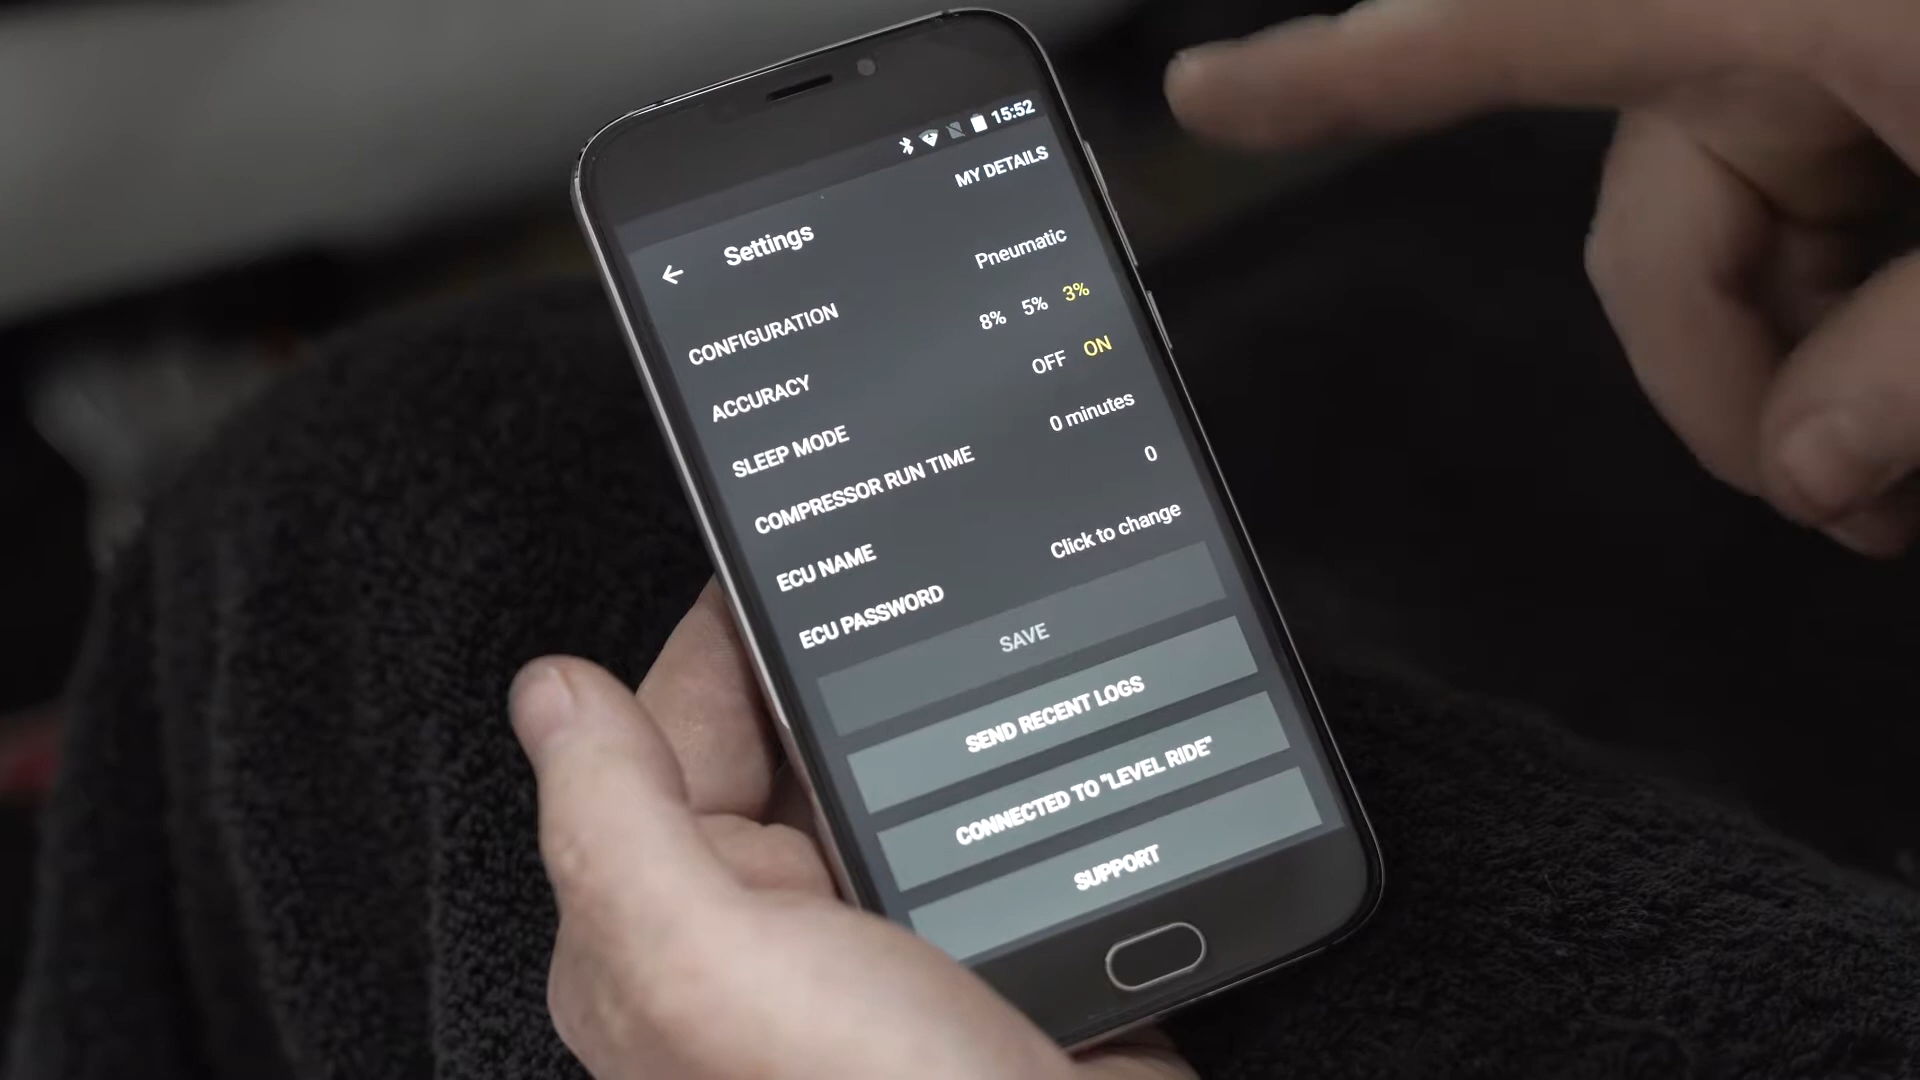 15:52
MY DETAILS
Settings
CONFIGURATION Pneumatic
ACCURACY 8% 5% 3%
SLEEP MODE OFF ON
COMPRESSOR RUN TIME 0 minutes
ECU NAME 0
ECU PASSWORD Click to change
SAVE
SEND RECENT LOGS
CONNECTED TO "LEVEL RIDE"
SUPPORT